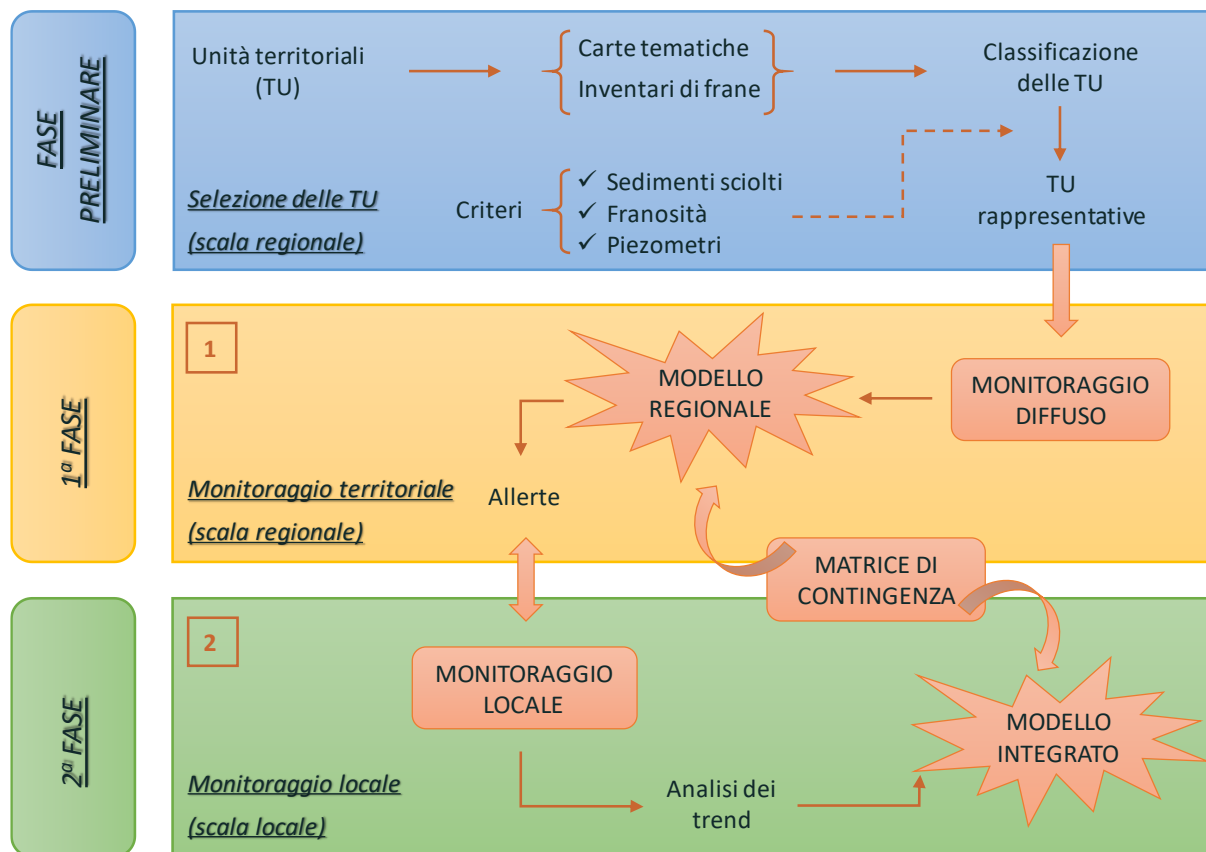 FASE
PRELIMINARE
Unità territoriali
(TU)
Carte tematiche
Inventari di frane
Classificazione
delle TU
Selezione delle TU
(scala regionale)
Criteri
✓ Sedimenti sciolti
✓ Franosità
✓ Piezometri
TU
rappresentative
1ª FASE
1
MODELLO
REGIONALE
MONITORAGGIO
DIFFUSO
Monitoraggio territoriale
(scala regionale)
Allerte
MATRICE DI
CONTINGENZA
2ª FASE
2
MONITORAGGIO
LOCALE
MODELLO
INTEGRATO
Monitoraggio locale
(scala locale)
Analisi dei
trend